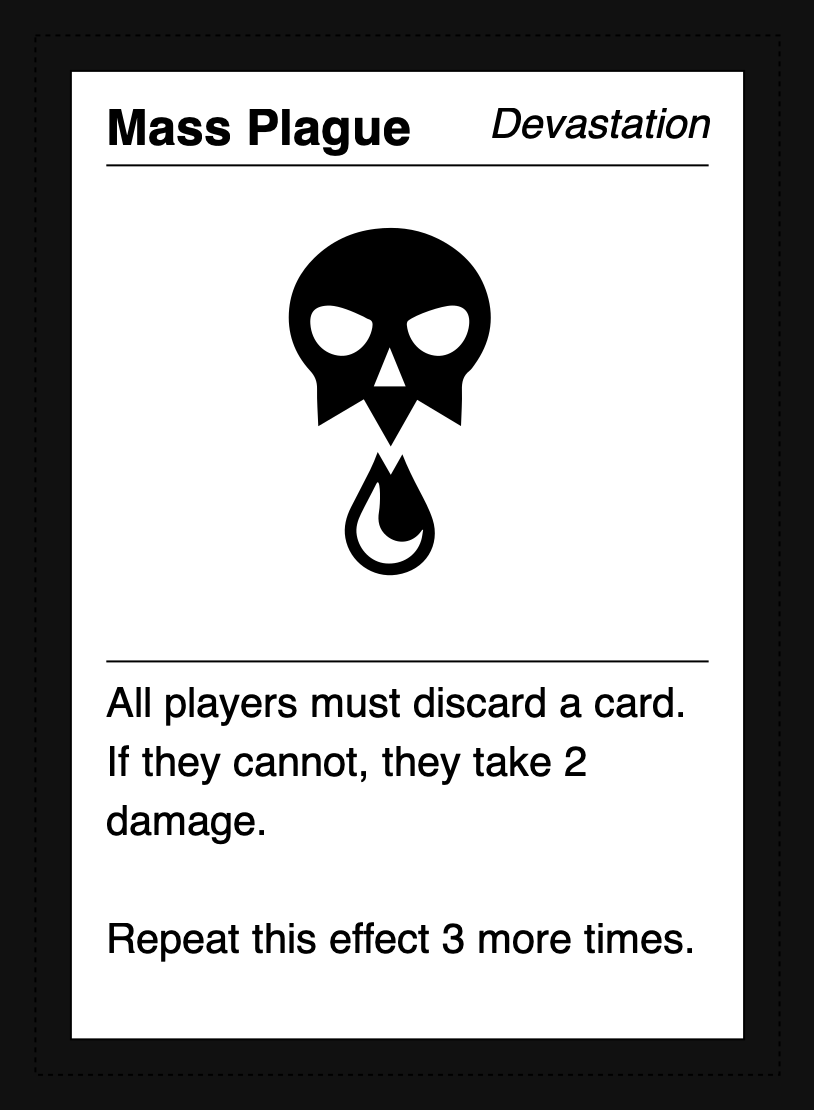 Mass Plague
Devastation
All players must discard a card.
If they cannot, they take 2
damage.
Repeat this effect 3 more times.